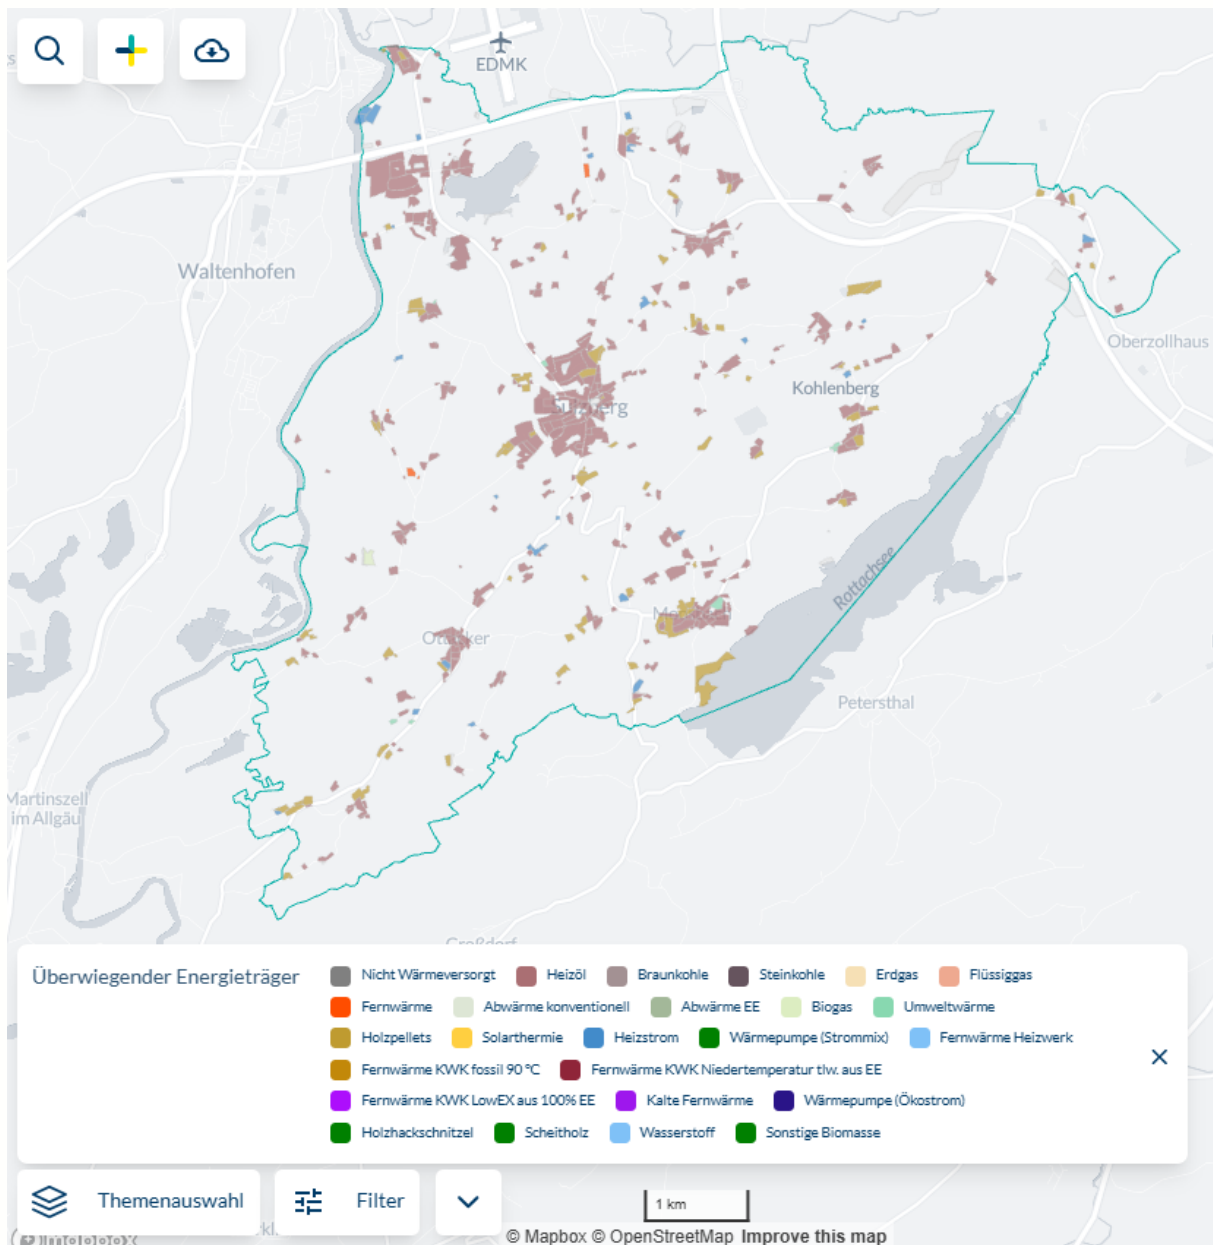 EDMK
Waltenhofen
Oberzollhaus
Kohlenberg
Sulzberg
Rottachsee
Petersthal
Martinszell
im Allgäu
Großdorf
Überwiegender Energieträger
Nicht Wärmeversorgt Heizöl Braunkohle Steinkohle Erdgas Flüssiggas
Fernwärme Abwärme konventionell Abwärme EE Biogas Umweltwärme
Holzpellets Solarthermie Heizstrom Wärmepumpe (Strommix) Fernwärme Heizwerk
Fernwärme KWK fossil 90 °C Fernwärme KWK Niedertemperatur tlw. aus EE
Fernwärme KWK LowEX aus 100% EE Kalte Fernwärme Wärmepumpe (Ökostrom)
Holzhackschnitzel Scheitholz Wasserstoff Sonstige Biomasse
Themenauswahl Filter
1 km
© Mapbox © OpenStreetMap Improve this map